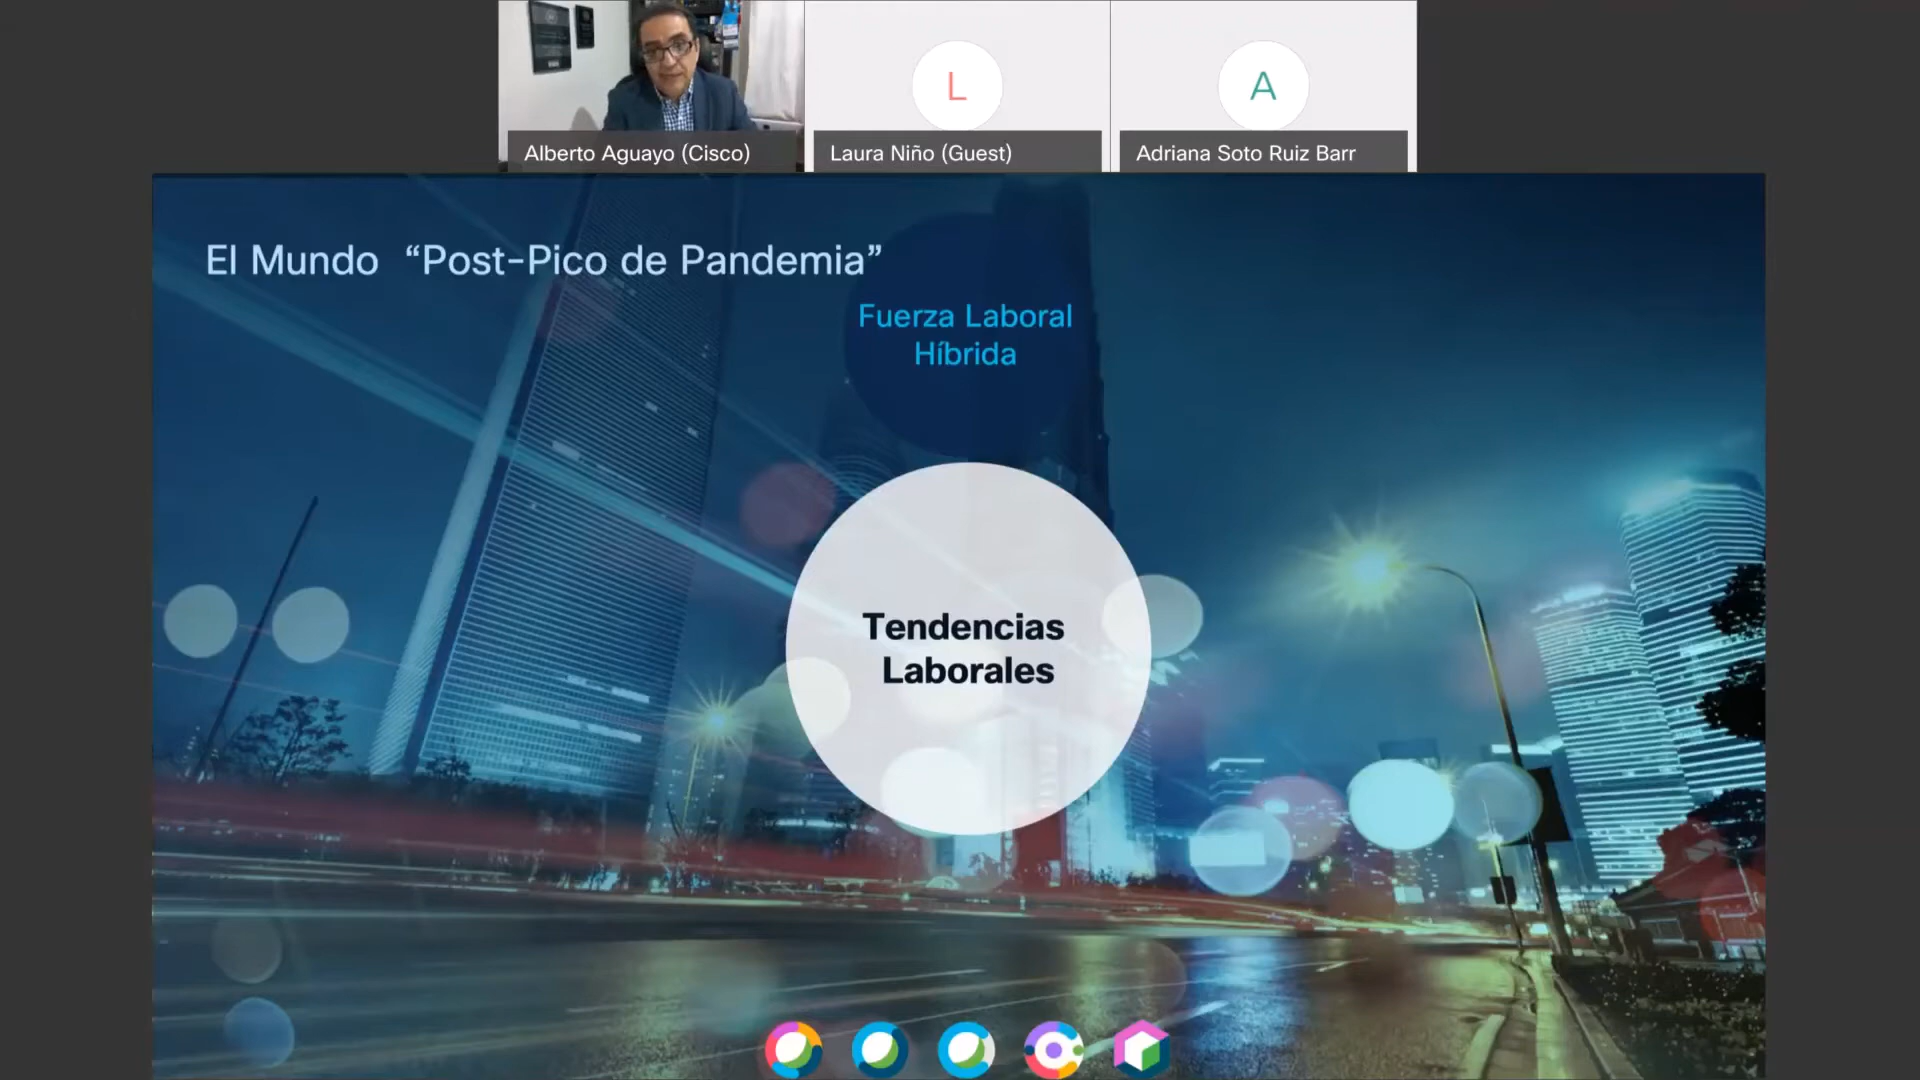 L
A
Alberto Aguayo (Cisco)
Laura Niño (Guest)
Adriana Soto Ruiz Barr
El Mundo “Post-Pico de Pandemia”
Fuerza Laboral
Híbrida
Tendencias
Laborales